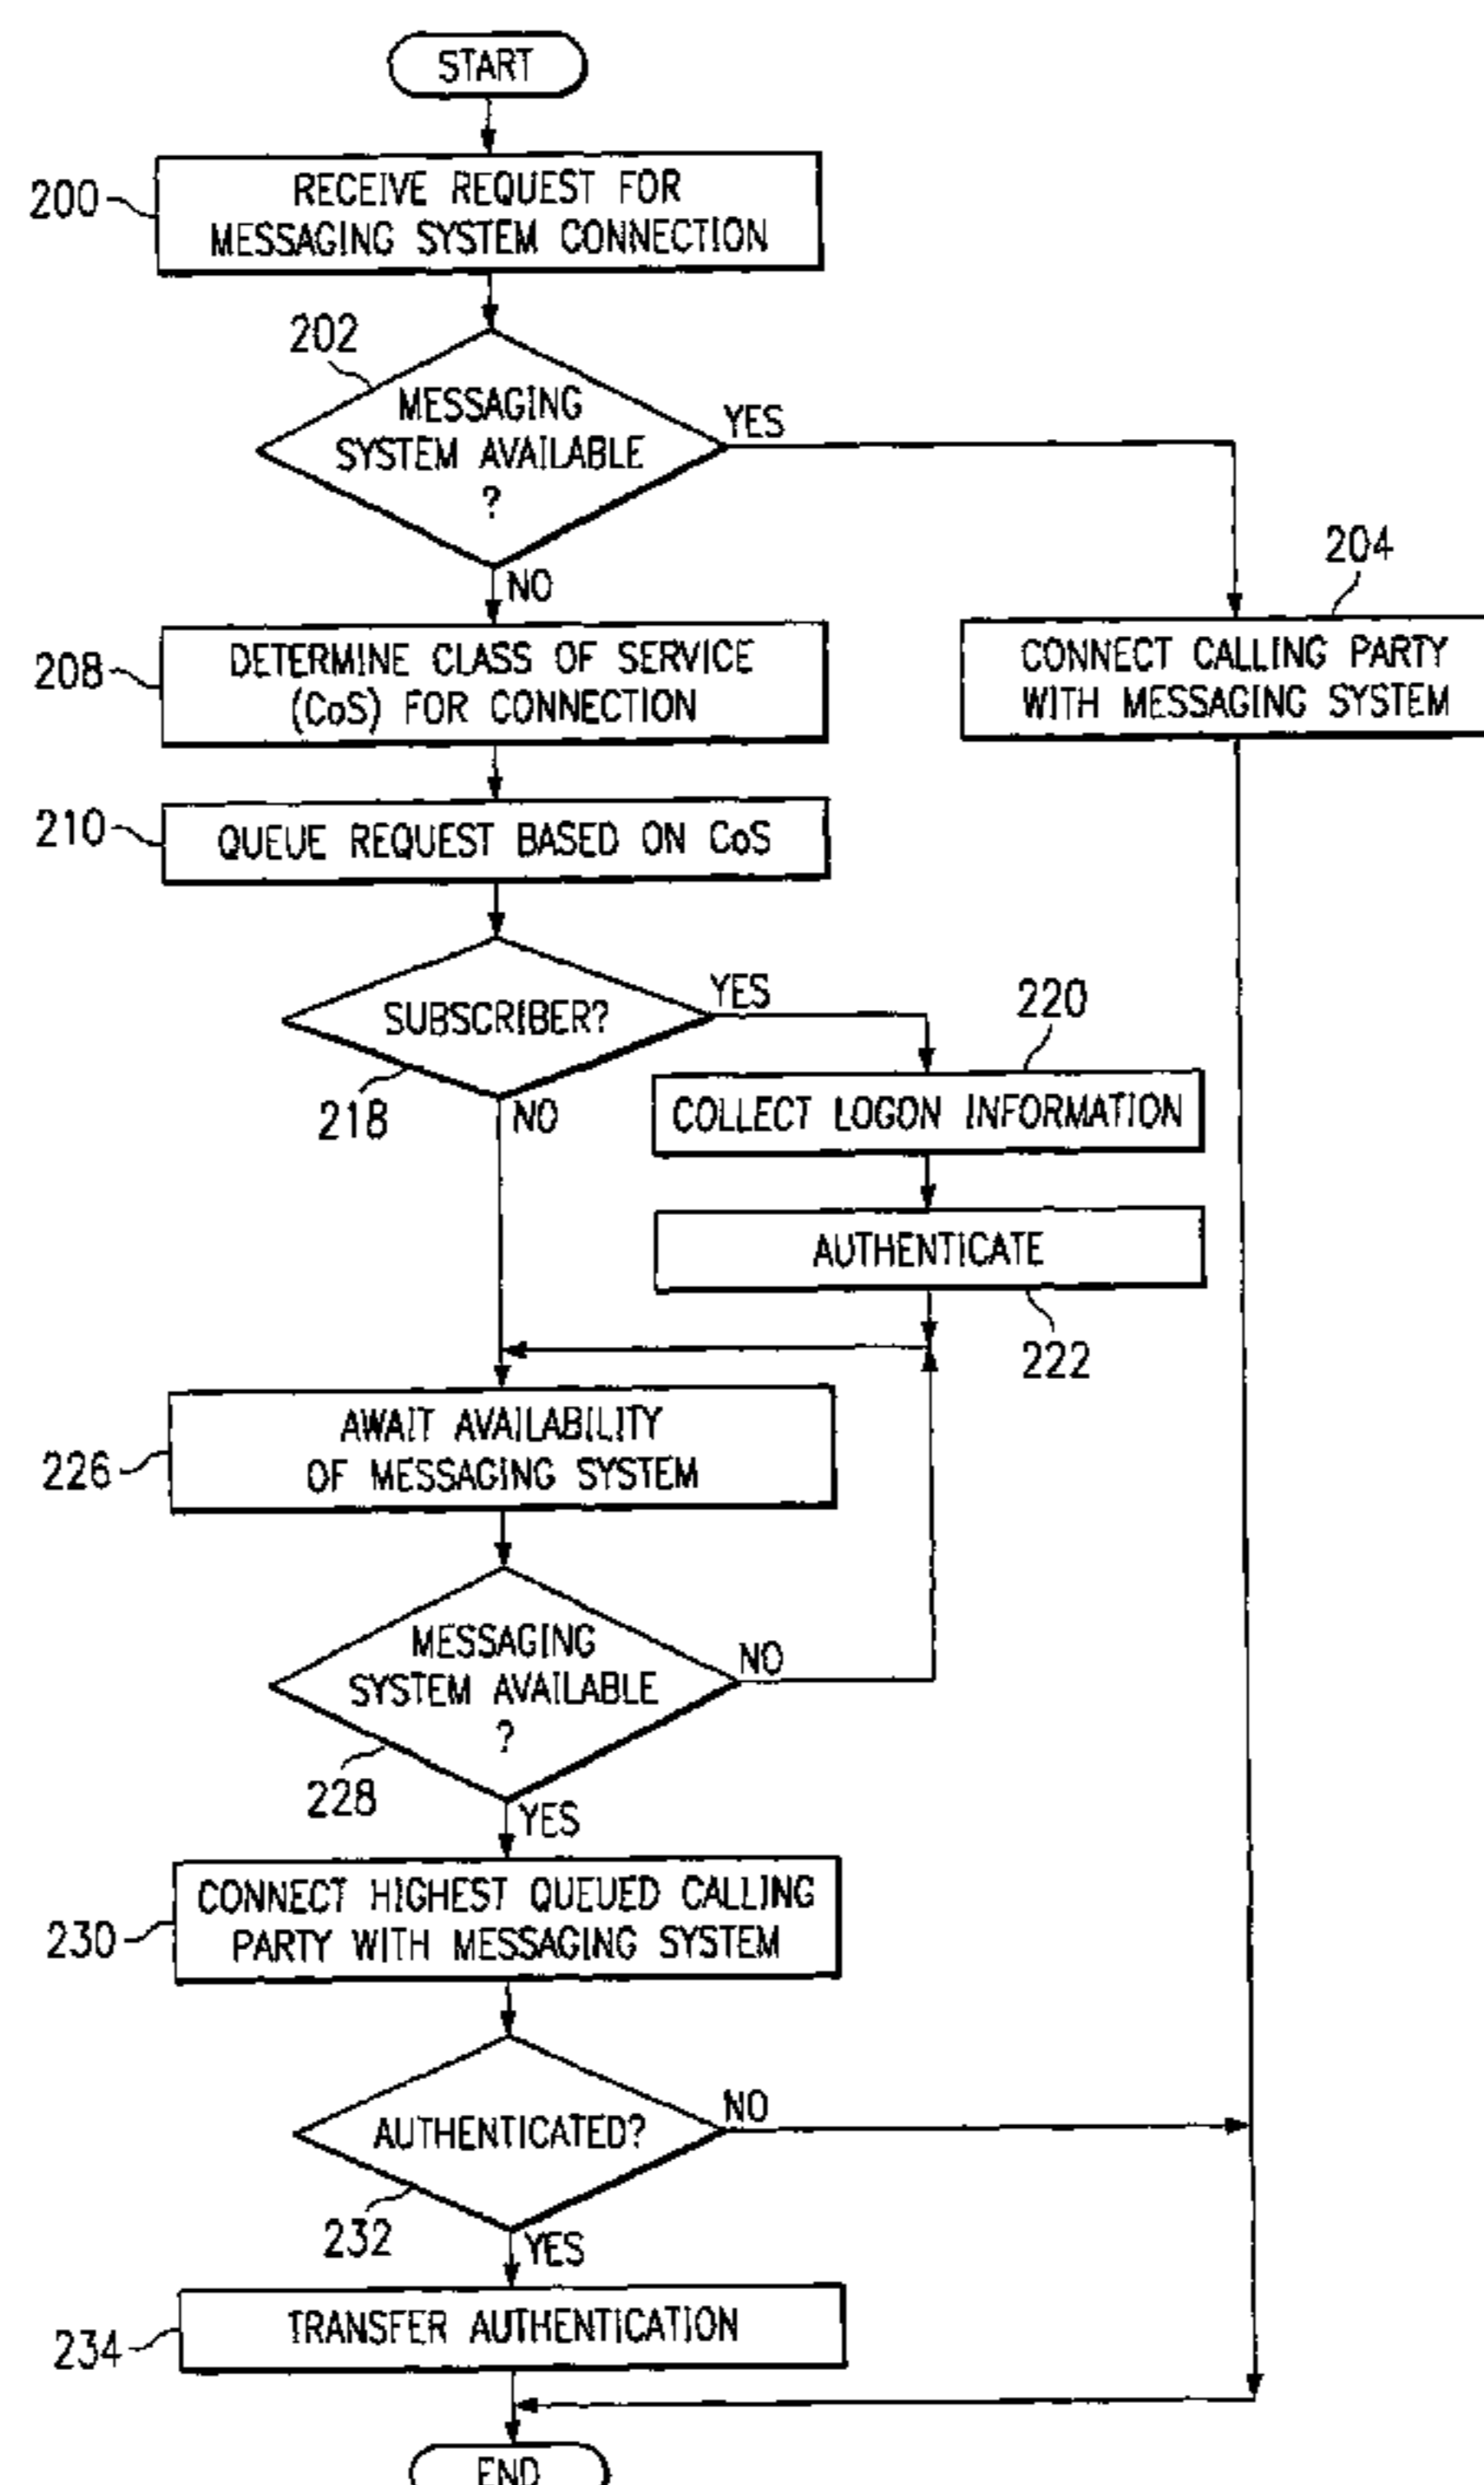 START
200
RECEIVE REQUEST FOR
MESSAGING SYSTEM CONNECTION
202
MESSAGING
SYSTEM AVAILABLE
?
YES
NO
204
CONNECT CALLING PARTY
WITH MESSAGING SYSTEM
208
DETERMINE CLASS OF SERVICE
(CoS) FOR CONNECTION
210
QUEUE REQUEST BASED ON CoS
SUBSCRIBER?
YES
218
NO
220
COLLECT LOGON INFORMATION
AUTHENTICATE
222
226
AWAIT AVAILABILITY
OF MESSAGING SYSTEM
MESSAGING
SYSTEM AVAILABLE
?
NO
228
YES
230
CONNECT HIGHEST QUEUED CALLING
PARTY WITH MESSAGING SYSTEM
AUTHENTICATED?
NO
232
YES
234
TRANSFER AUTHENTICATION
END